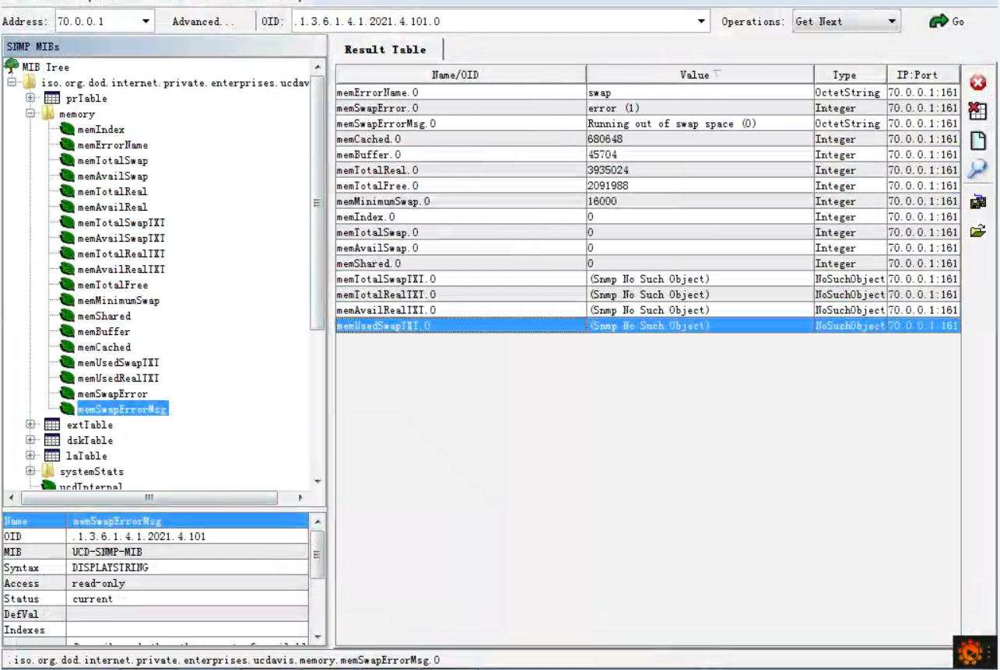 Address: 70.0.0.1 Advanced... OID: .1.3.6.1.4.1.2021.4.101.0 Operations: Get Next Go
SNMP MIBs
MIB Tree
iso.org.dod.internet.private.enterprises.ucdav
prTable
memory
memIndex
memErrorName
memTotalSwap
memAvailSwap
memTotalReal
memAvailReal
memTotalSwapTXT
memAvailSwapTXT
memTotalRealTXT
memAvailRealTXT
memTotalFree
memMinimumSwap
memShared
memBuffer
memCached
memUsedSwapTXT
memUsedRealTXT
memSwapError
memSwapErrorMsg
extTable
dskTable
laTable
systemStats
ucdInternal
Name memSwapErrorMsg
OID .1.3.6.1.4.1.2021.4.101
MIB UCD-SNMP-MIB
Syntax DISPLAYSTRING
Access read-only
Status current
DefVal
Indexes
Result Table
Name/OID Value Type IP:Port
memErrorName.0 swap OctetString 70.0.0.1:161
memSwapError.0 error (1) Integer 70.0.0.1:161
memSwapErrorMsg.0 Running out of swap space (0) OctetString 70.0.0.1:161
memCached.0 680648 Integer 70.0.0.1:161
memBuffer.0 45704 Integer 70.0.0.1:161
memTotalReal.0 3935024 Integer 70.0.0.1:161
memTotalFree.0 2091988 Integer 70.0.0.1:161
memMinimumSwap.0 16000 Integer 70.0.0.1:161
memIndex.0 0 Integer 70.0.0.1:161
memTotalSwap.0 0 Integer 70.0.0.1:161
memAvailSwap.0 0 Integer 70.0.0.1:161
memShared.0 0 Integer 70.0.0.1:161
memTotalSwapTXT.0 (Snmp No Such Object) NoSuchObject 70.0.0.1:161
memTotalRealTXT.0 (Snmp No Such Object) NoSuchObject 70.0.0.1:161
memAvailRealTXT.0 (Snmp No Such Object) NoSuchObject 70.0.0.1:161
memUsedSwapTXT.0 (Snmp No Such Object) NoSuchObject 70.0.0.1:161
.iso.org.dod.internet.private.enterprises.ucdavis.memory.memSwapErrorMsg.0